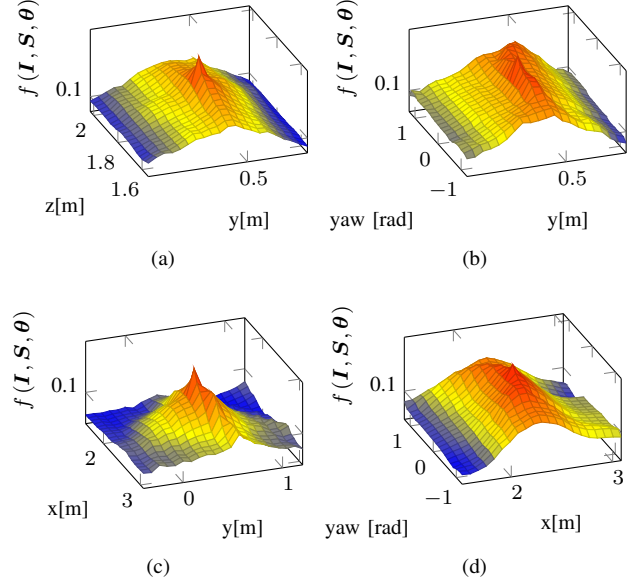 f (I, S, θ)
0.1
2
1.8
1.6
z[m]
0.5
y[m]
(a)
f (I, S, θ)
0.1
1
0
−1
yaw [rad]
0.5
y[m]
(b)
f (I, S, θ)
0.1
2
3
x[m]
0
1
y[m]
(c)
f (I, S, θ)
0.1
1
0
−1
yaw [rad]
2
3
x[m]
(d)